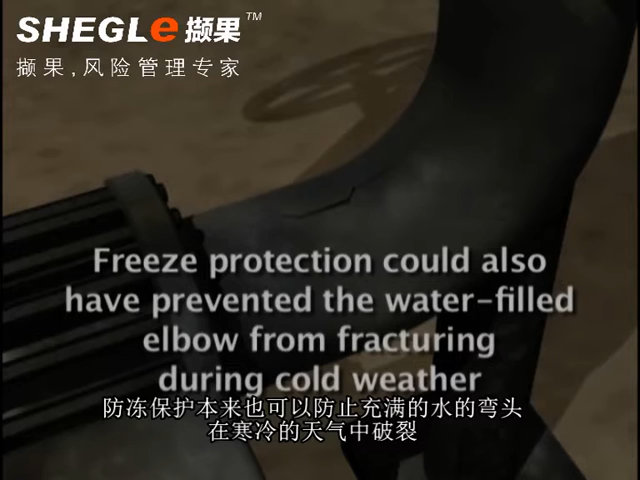 SHEGLe 撷果™
撷果,风险管理专家
Freeze protection could also
have prevented the water-filled
elbow from fracturing
during cold weather
防冻保护本来也可以防止充满的水的弯头
在寒冷的天气中破裂